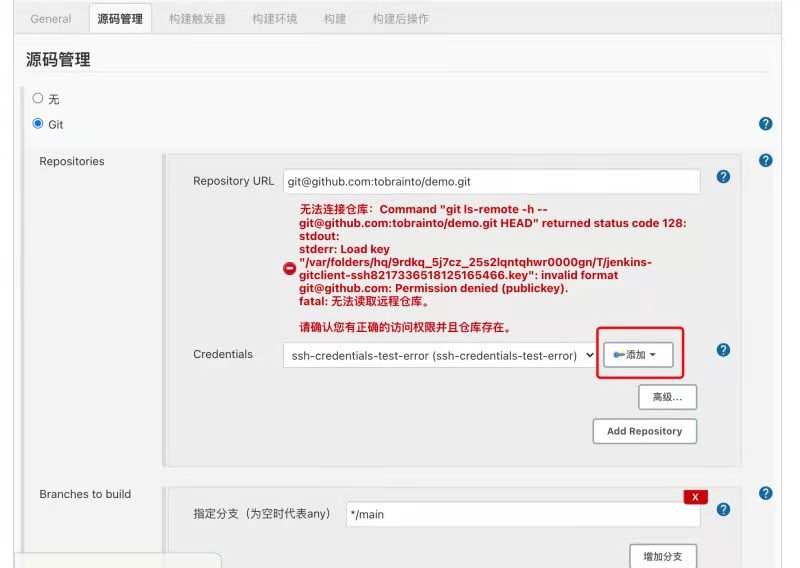 General 源码管理 构建触发器 构建环境 构建 构建后操作
源码管理
无
Git
Repositories
Repository URL git@github.com:tobrainto/demo.git
无法连接仓库：Command "git ls-remote -h --
git@github.com:tobrainto/demo.git HEAD" returned status code 128:
stdout:
stderr: Load key
"/var/folders/hq/9rdkq_5j7cz_25s2lqntqhwr0000gn/T/jenkins-
gitclient-ssh8217336518125165466.key": invalid format
git@github.com: Permission denied (publickey).
fatal: 无法读取远程仓库。
请确认您有正确的访问权限并且仓库存在。
Credentials ssh-credentials-test-error (ssh-credentials-test-error) 添加
高级...
Add Repository
Branches to build
X
指定分支（为空时代表any） */main
增加分支